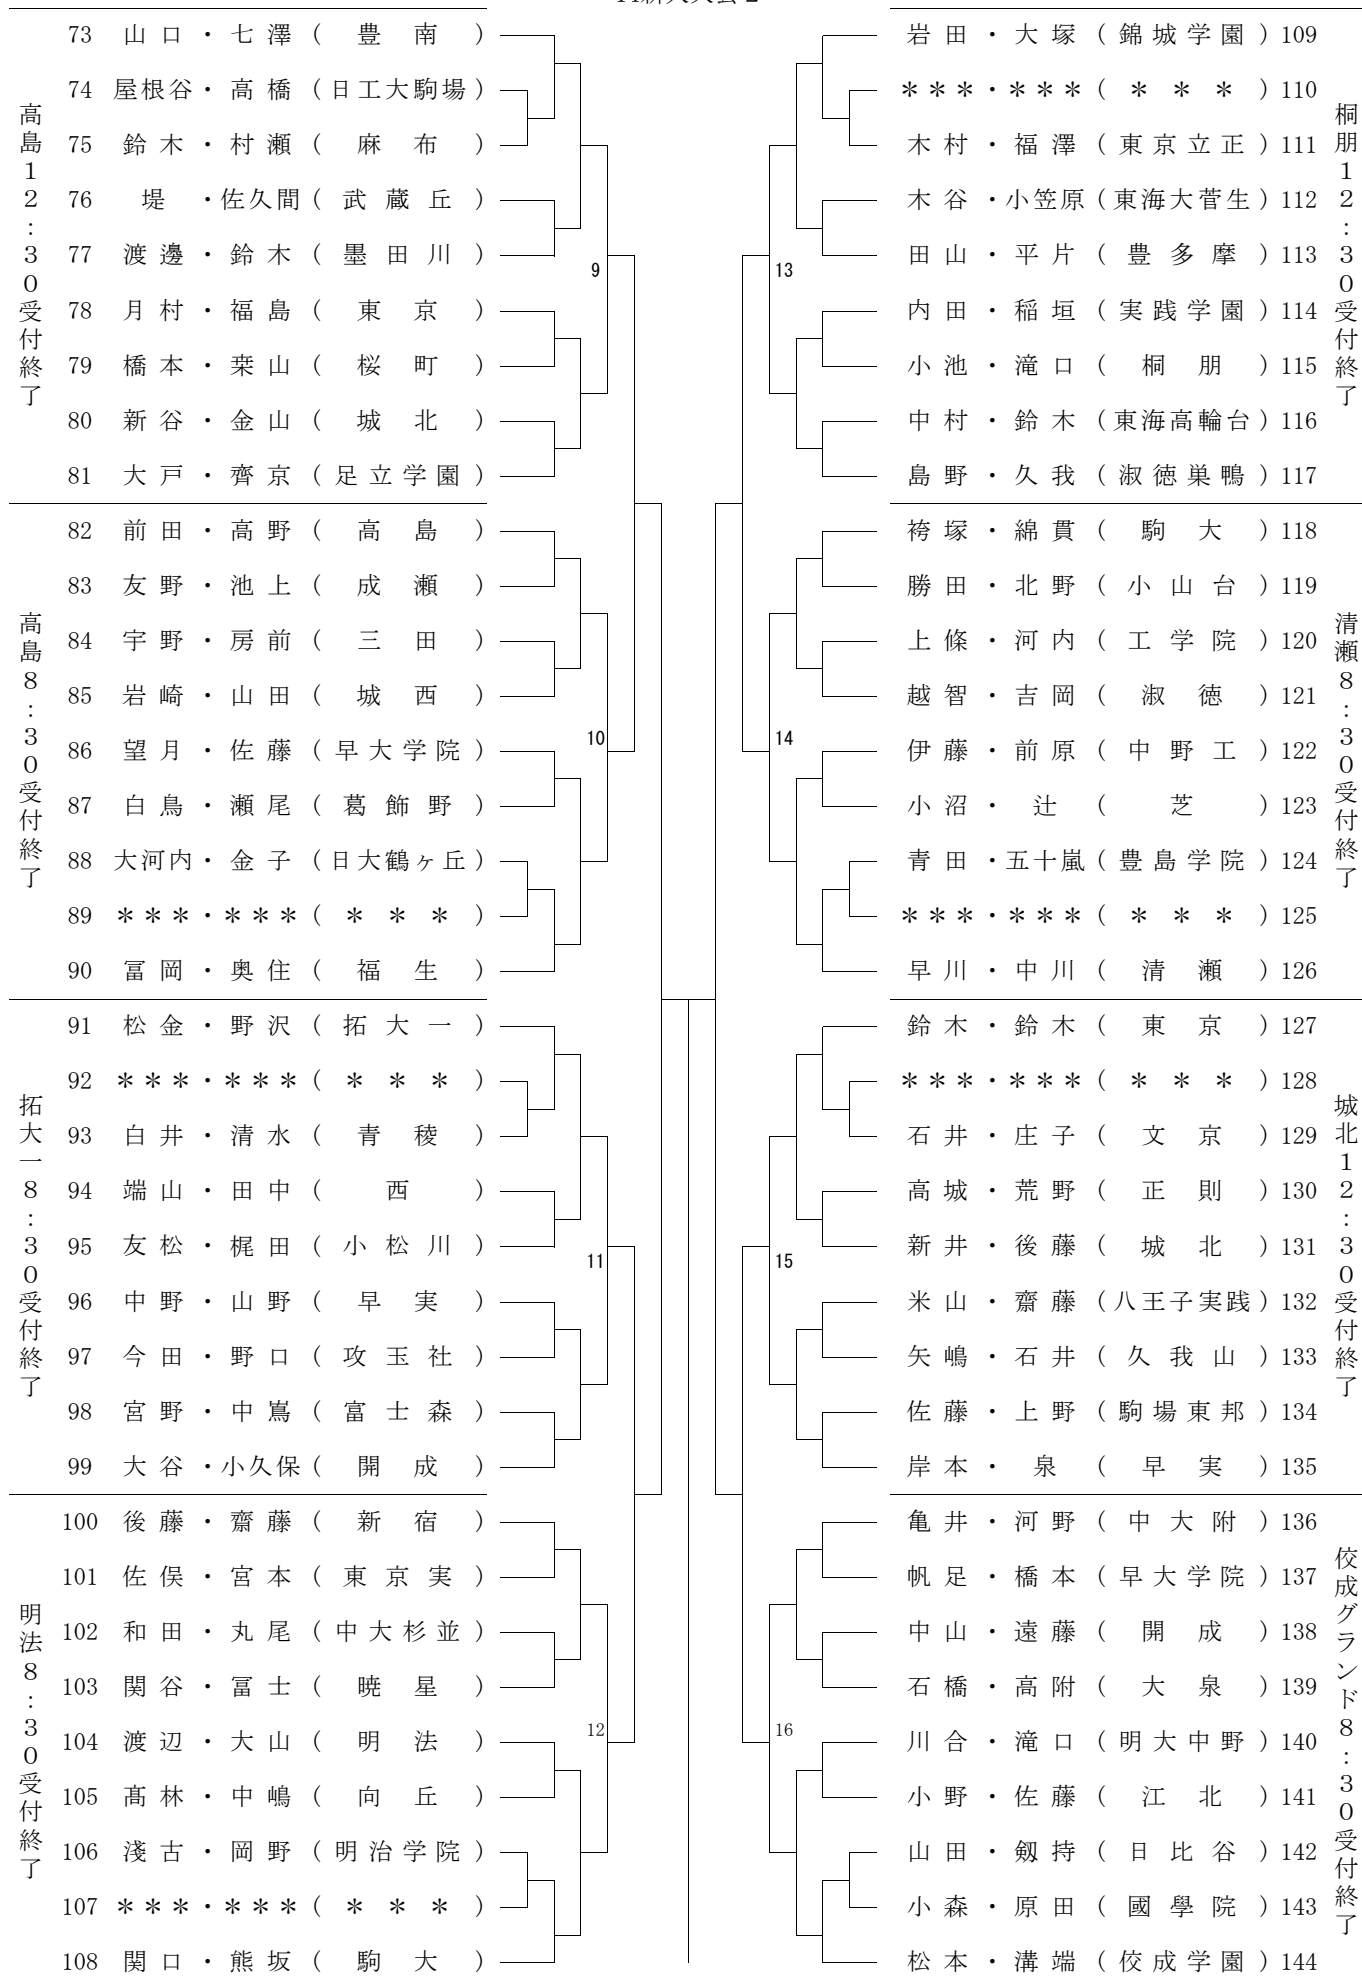 高島12：30受付終了
73 山口・七澤（豊南）
74 屋根谷・高橋（日工大駒場）
75 鈴木・村瀬（麻布）
76 堤・佐久間（武蔵丘）
77 渡邊・鈴木（墨田川）
78 月村・福島（東京）
79 橋本・栞山（桜町）
80 新谷・金山（城北）
81 大戸・齊京（足立学園）
9
高島8：30受付終了
82 前田・高野（高島）
83 友野・池上（成瀬）
84 宇野・房前（三田）
85 岩崎・山田（城西）
86 望月・佐藤（早大学院）
87 白鳥・瀬尾（葛飾野）
88 大河内・金子（日大鶴ヶ丘）
89 ＊＊＊・＊＊＊（＊＊＊）
90 冨岡・奥住（福生）
10
拓大一8：30受付終了
91 松金・野沢（拓大一）
92 ＊＊＊・＊＊＊（＊＊＊）
93 白井・清水（青稜）
94 端山・田中（西）
95 友松・梶田（小松川）
96 中野・山野（早実）
97 今田・野口（攻玉社）
98 宮野・中嶌（富士森）
99 大谷・小久保（開成）
11
明法8：30受付終了
100 後藤・齋藤（新宿）
101 佐俣・宮本（東京実）
102 和田・丸尾（中大杉並）
103 関谷・冨士（暁星）
104 渡辺・大山（明法）
105 髙林・中嶋（向丘）
106 淺古・岡野（明治学院）
107 ＊＊＊・＊＊＊（＊＊＊）
108 関口・熊坂（駒大）
12
岩田・大塚（錦城学園）109
＊＊＊・＊＊＊（＊＊＊）110
木村・福澤（東京立正）111
木谷・小笠原（東海大菅生）112
田山・平片（豊多摩）113
内田・稲垣（実践学園）114
小池・滝口（桐朋）115
中村・鈴木（東海高輪台）116
島野・久我（淑徳巣鴨）117
桐朋12：30受付終了
13
袴塚・綿貫（駒大）118
勝田・北野（小山台）119
上條・河内（工学院）120
越智・吉岡（淑徳）121
伊藤・前原（中野工）122
小沼・辻（芝）123
青田・五十嵐（豊島学院）124
＊＊＊・＊＊＊（＊＊＊）125
早川・中川（清瀬）126
清瀬8：30受付終了
14
鈴木・鈴木（東京）127
＊＊＊・＊＊＊（＊＊＊）128
石井・庄子（文京）129
高城・荒野（正則）130
新井・後藤（城北）131
米山・齋藤（八王子実践）132
矢嶋・石井（久我山）133
佐藤・上野（駒場東邦）134
岸本・泉（早実）135
城北12：30受付終了
15
亀井・河野（中大附）136
帆足・橋本（早大学院）137
中山・遠藤（開成）138
石橋・高附（大泉）139
川合・滝口（明大中野）140
小野・佐藤（江北）141
山田・剱持（日比谷）142
小森・原田（國學院）143
松本・溝端（佼成学園）144
佼成グランド8：30受付終了
16